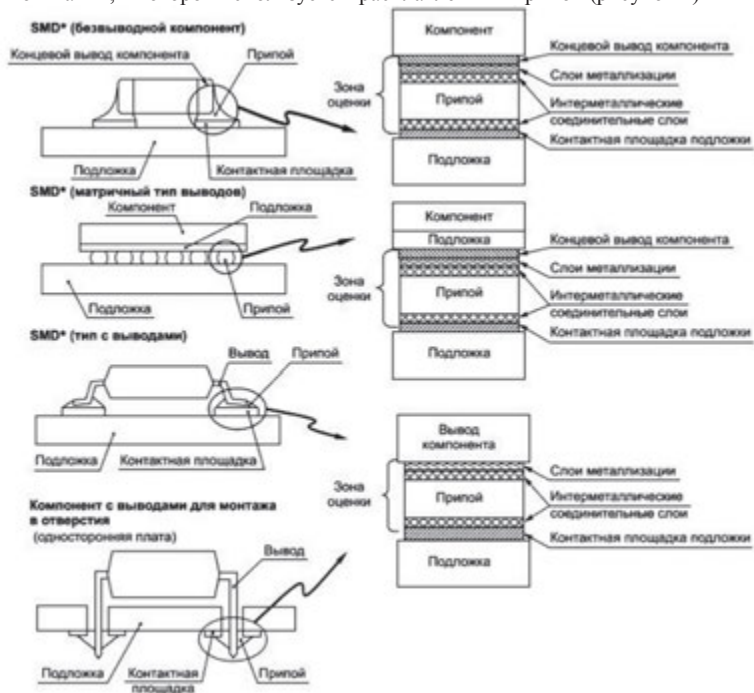 SMD* (безвыводной компонент)
Концевой вывод компонента
Припой
Подложка
Контактная площадка
Компонент
Зона оценки
Припой
Подложка
Концевой вывод компонента
Слои металлизации
Интерметаллические соединительные слои
Контактная площадка подложки
SMD* (матричный тип выводов)
Компонент
Подложка
Подложка
Припой
Компонент
Подложка
Зона оценки
Припой
Подложка
Концевой вывод компонента
Слои металлизации
Интерметаллические соединительные слои
Контактная площадка подложки
SMD* (тип с выводами)
Вывод
Припой
Подложка
Контактная площадка
Вывод компонента
Зона оценки
Припой
Подложка
Слои металлизации
Интерметаллические соединительные слои
Контактная площадка подложки
Компонент с выводами для монтажа
в отверстия
(односторонняя плата)
Вывод
Подложка
Контактная
площадка
Припой